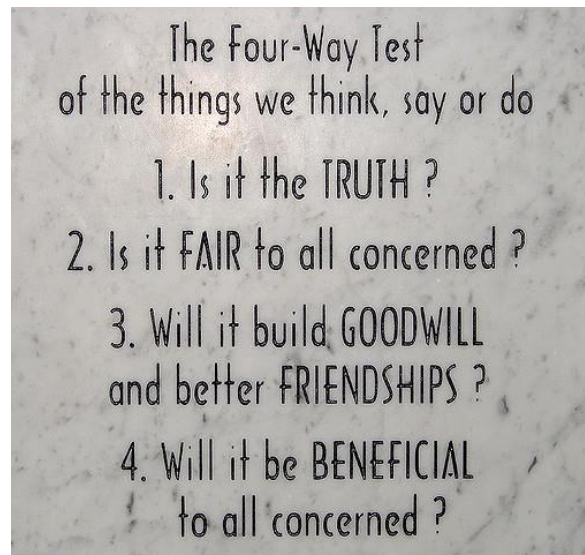 The Four-Way Test
of the things we think, say or do
1. Is it the TRUTH ?
2. Is it FAIR to all concerned ?
3. Will it build GOODWILL
and better FRIENDSHIPS ?
4. Will it be BENEFICIAL
to all concerned ?